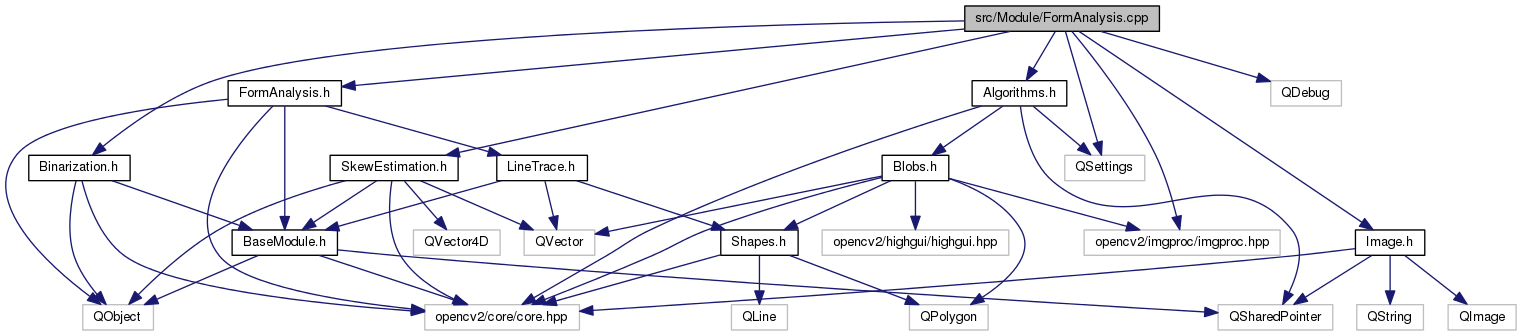 src/Module/FormAnalysis.cpp
FormAnalysis.h
Algorithms.h
QDebug
Binarization.h
SkewEstimation.h
LineTrace.h
Blobs.h
QSettings
BaseModule.h
QVector4D
QVector
Shapes.h
opencv2/highgui/highgui.hpp
opencv2/imgproc/imgproc.hpp
Image.h
QObject
opencv2/core/core.hpp
QLine
QPolygon
QSharedPointer
QString
QImage